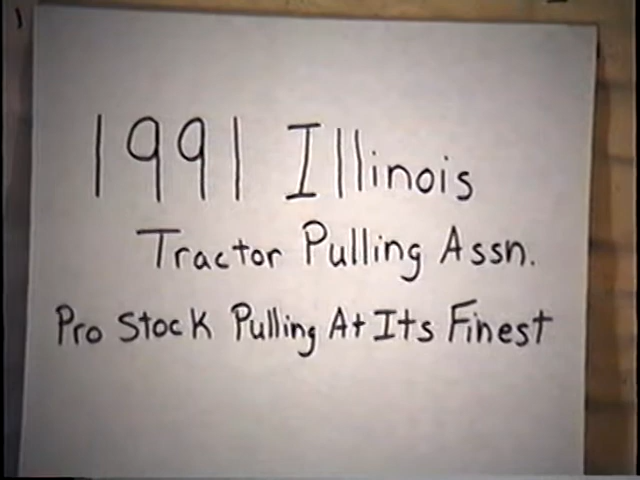 1991 Illinois
Tractor Pulling Assn.
Pro Stock Pulling At Its Finest